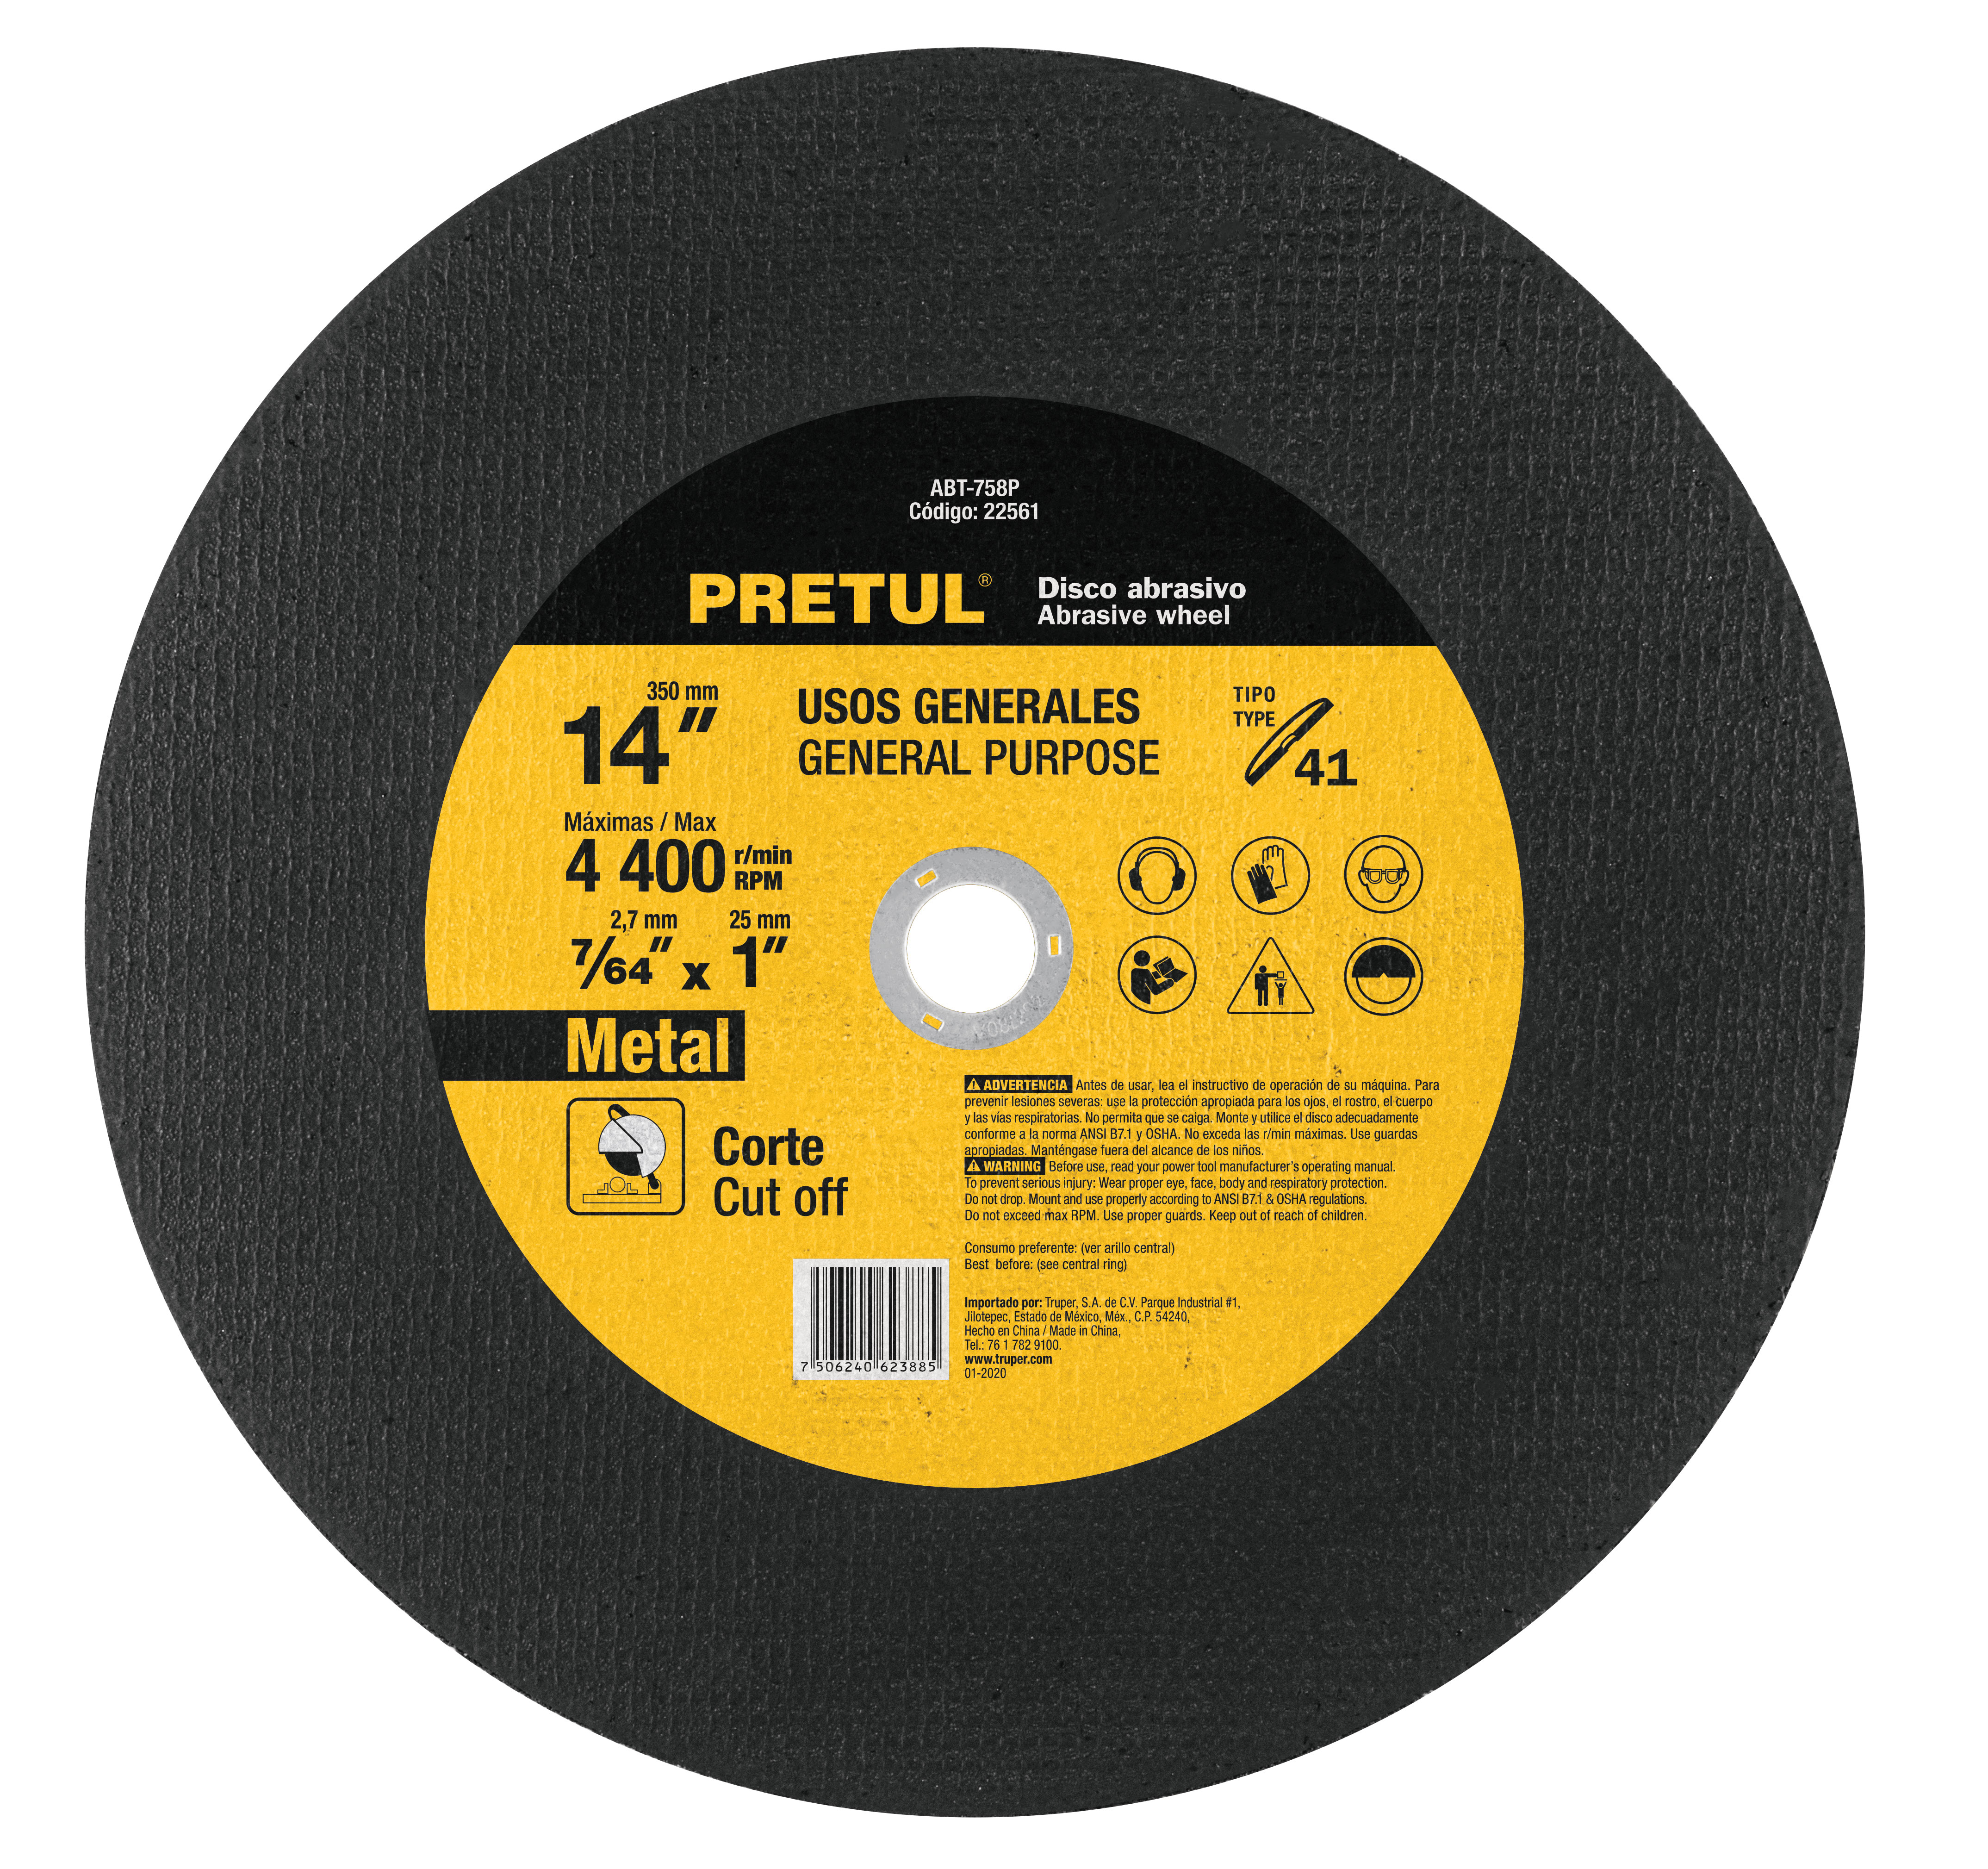 ABT-758P
Código: 22561
PRETUL®
Disco abrasivo
Abrasive wheel
350 mm
14"
USOS GENERALES
GENERAL PURPOSE
TIPO
TYPE
41
Máximas / Max
4 400 r/min
RPM
2,7 mm 25 mm
7/64" x 1"
Metal
Corte
Cut off
ADVERTENCIA Antes de usar, lea el instructivo de operación de su máquina. Para
prevenir lesiones severas: use la protección apropiada para los ojos, el rostro, el cuerpo
y las vías respiratorias. No permita que se caiga. Monte y utilice el disco adecuadamente
conforme a la norma ANSI B7.1 y OSHA. No exceda las r/min máximas. Use guardas
apropiadas. Manténgase fuera del alcance de los niños.
WARNING Before use, read your power tool manufacturer's operating manual.
To prevent serious injury: Wear proper eye, face, body and respiratory protection.
Do not drop. Mount and use properly according to ANSI B7.1 & OSHA regulations.
Do not exceed max RPM. Use proper guards. Keep out of reach of children.
Consumo preferente: (ver arillo central)
Best before: (see central ring)
Importado por: Truper, S.A. de C.V. Parque Industrial #1,
Jilotepec, Estado de México, Méx., C.P. 54240,
Hecho en China / Made in China,
Tel.: 76 1 782 9100.
www.truper.com
01-2020
7 506240 623885